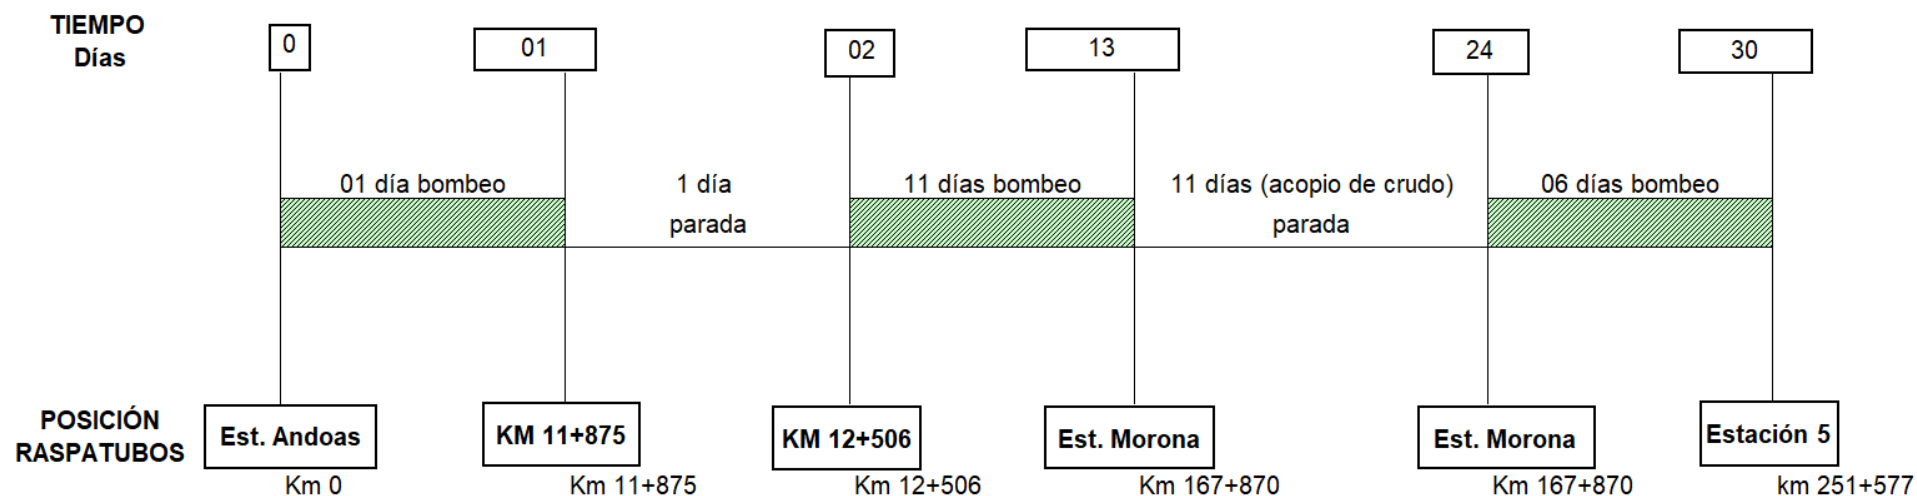 TIEMPO
Días
0
01
02
13
24
30
01 día bombeo
1 día
parada
11 días bombeo
11 días (acopio de crudo)
parada
06 días bombeo
POSICIÓN
RASPATUBOS
Est. Andoas
KM 11+875
KM 12+506
Est. Morona
Est. Morona
Estación 5
Km 0
Km 11+875
Km 12+506
Km 167+870
Km 167+870
km 251+577